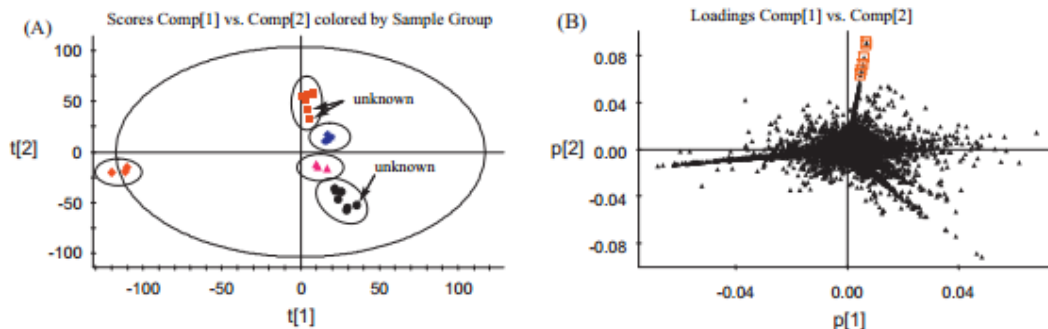 (A)
Scores Comp[1] vs. Comp[2] colored by Sample Group
100
50
0
-50
-100
t[2]
unknown
unknown
-100
-50
0
50
100
t[1]
(B)
Loadings Comp[1] vs. Comp[2]
0.08
0.04
0.00
-0.04
-0.08
p[2]
-0.04
0.00
0.04
p[1]